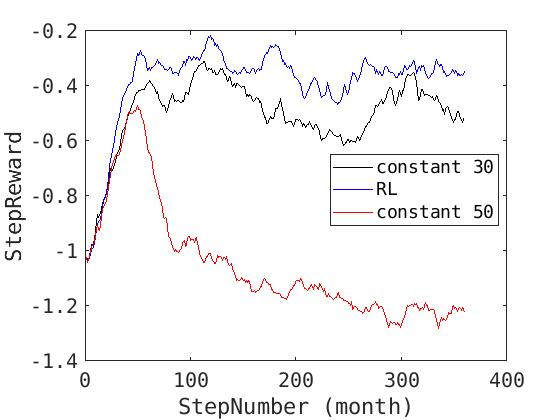 -0.2
-0.4
-0.6
-0.8
-1
-1.2
-1.4
StepReward
constant 30
RL
constant 50
0
100
200
300
400
StepNumber (month)